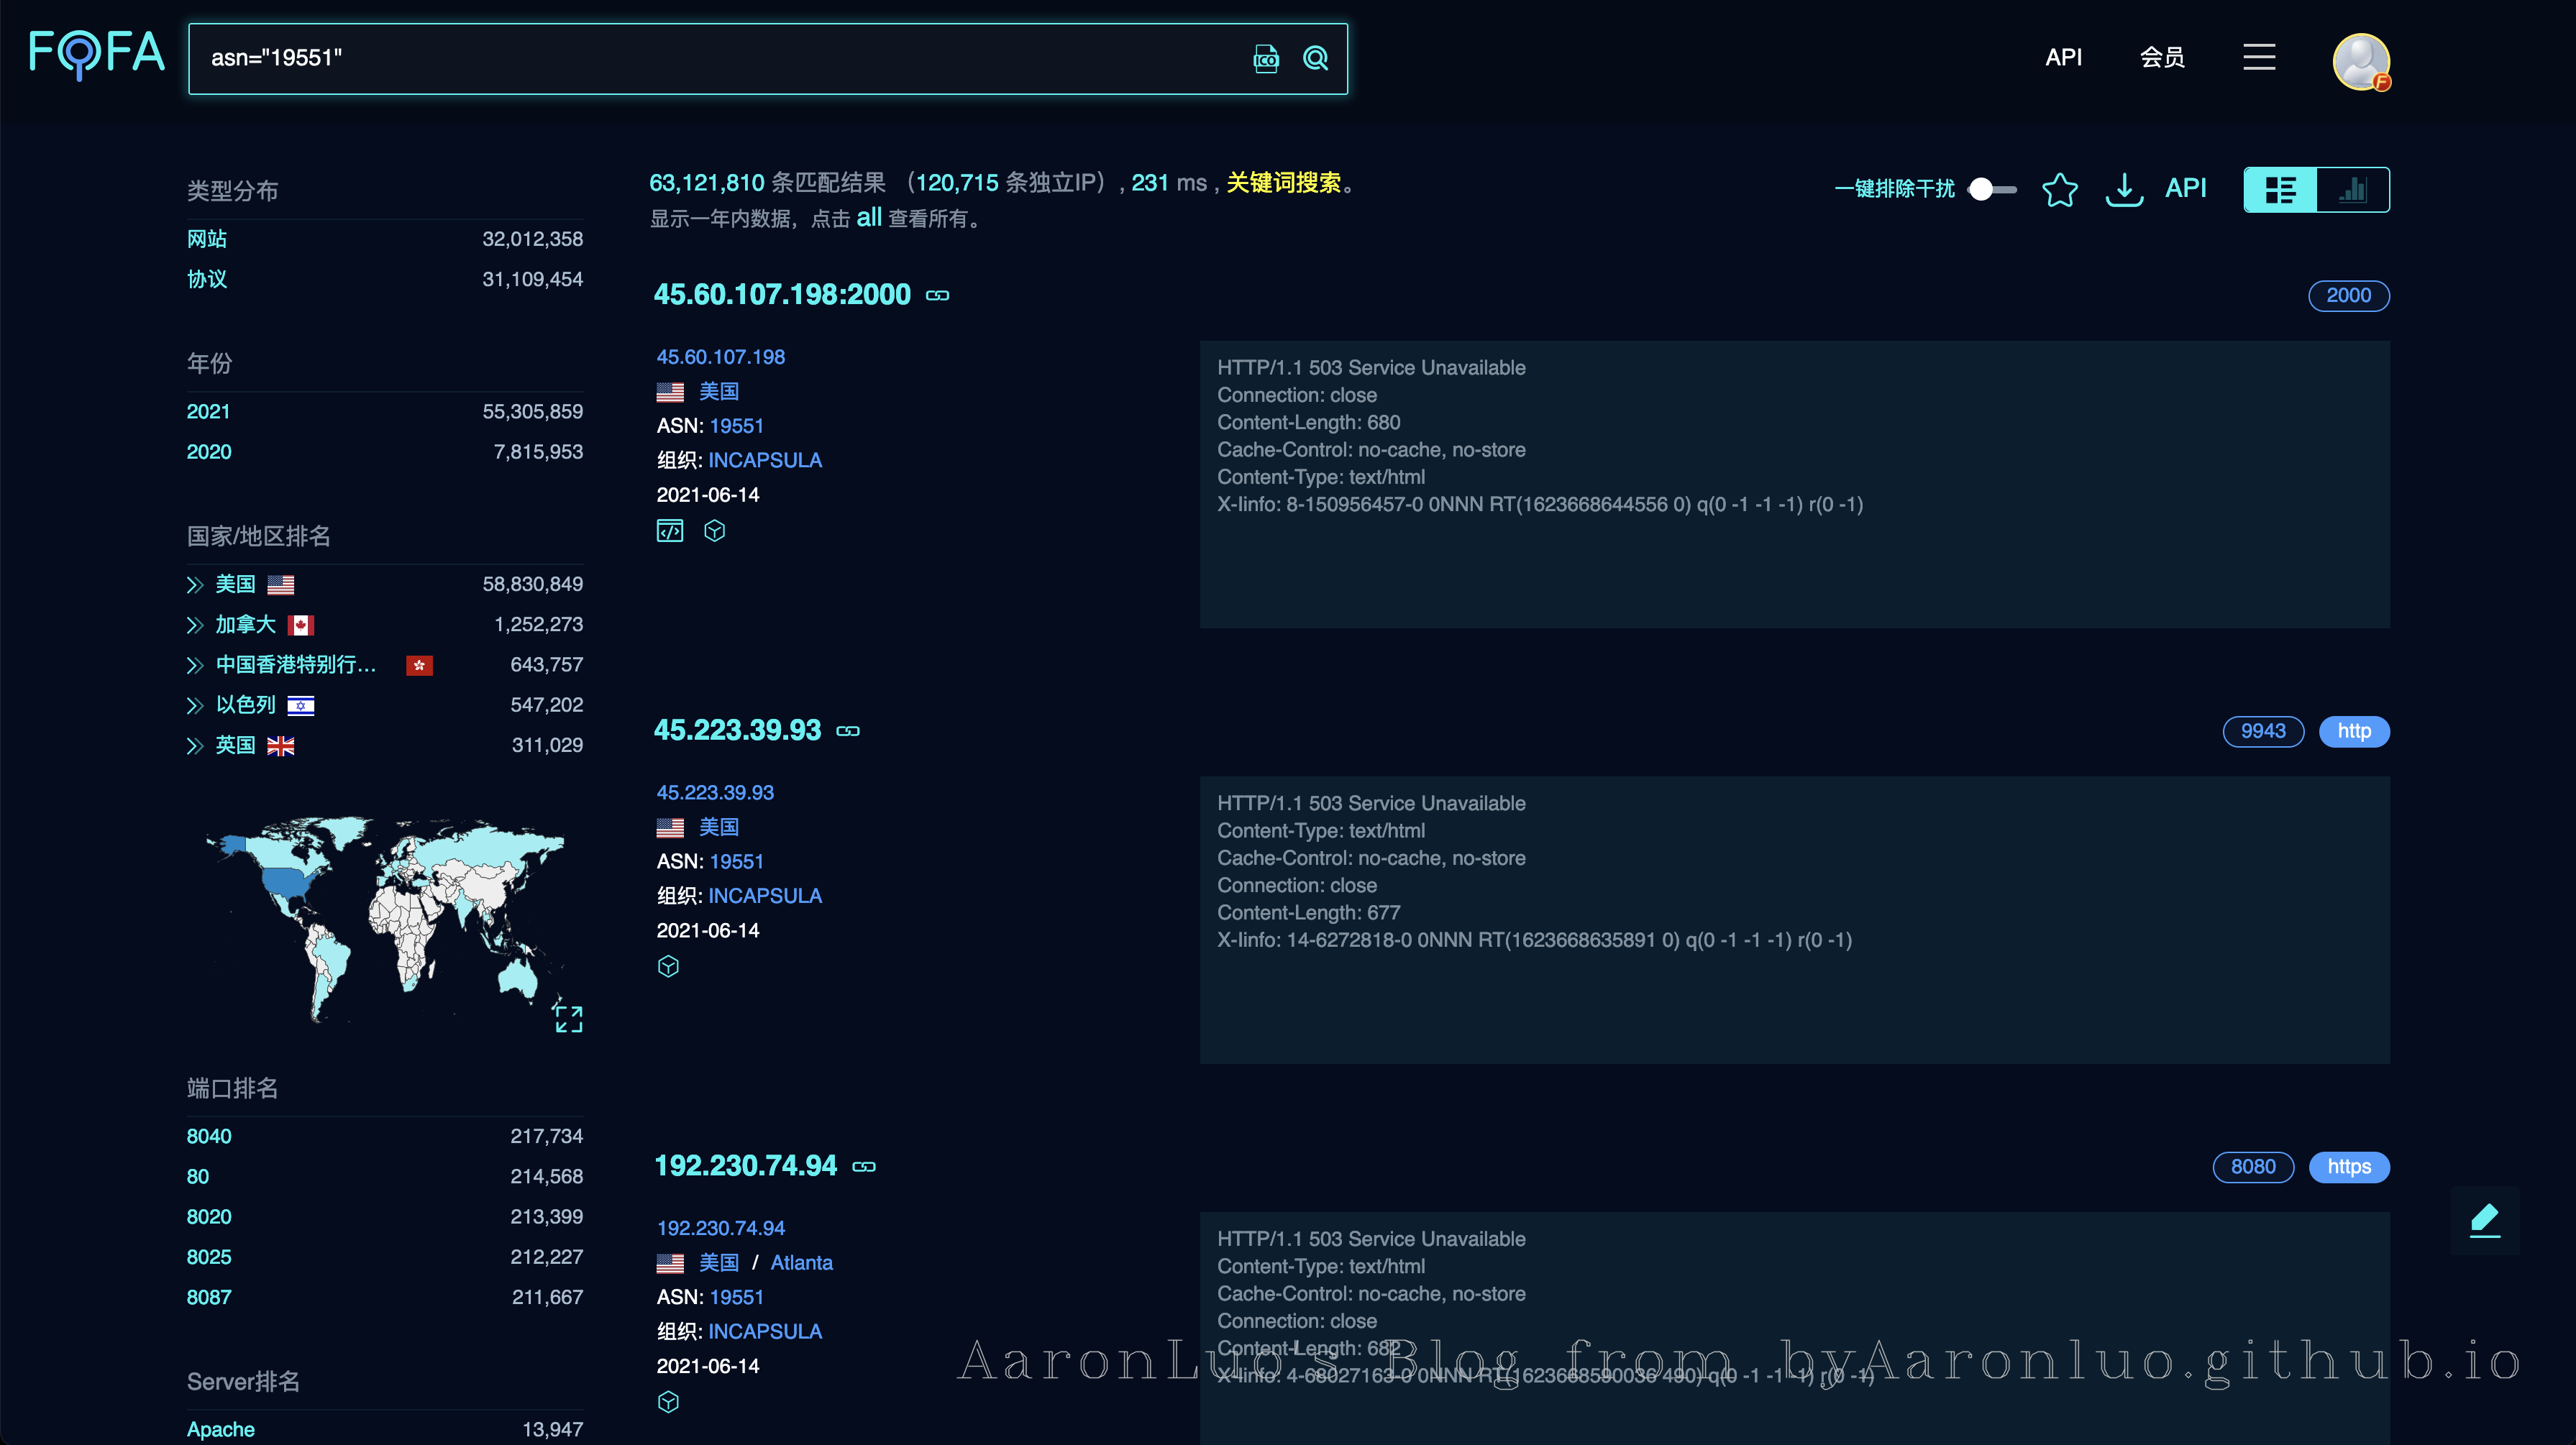 FOFA
asn="19551"
ICO
API
会员
F
类型分布
网站 32,012,358
协议 31,109,454
年份
2021 55,305,859
2020 7,815,953
国家/地区排名
美国 58,830,849
加拿大 1,252,273
中国香港特别行... 643,757
以色列 547,202
英国 311,029
端口排名
8040 217,734
80 214,568
8020 213,399
8025 212,227
8087 211,667
Server排名
Apache 13,947
63,121,810 条匹配结果 （120,715 条独立IP）, 231 ms , 关键词搜索。
显示一年内数据，点击 all 查看所有。
一键排除干扰
API
45.60.107.198:2000
2000
45.60.107.198
美国
ASN: 19551
组织: INCAPSULA
2021-06-14
HTTP/1.1 503 Service Unavailable
Connection: close
Content-Length: 680
Cache-Control: no-cache, no-store
Content-Type: text/html
X-Iinfo: 8-150956457-0 0NNN RT(1623668644556 0) q(0 -1 -1 -1) r(0 -1)
45.223.39.93
9943 http
45.223.39.93
美国
ASN: 19551
组织: INCAPSULA
2021-06-14
HTTP/1.1 503 Service Unavailable
Content-Type: text/html
Cache-Control: no-cache, no-store
Connection: close
Content-Length: 677
X-Iinfo: 14-6272818-0 0NNN RT(1623668635891 0) q(0 -1 -1 -1) r(0 -1)
192.230.74.94
8080 https
192.230.74.94
美国 / Atlanta
ASN: 19551
组织: INCAPSULA
2021-06-14
HTTP/1.1 503 Service Unavailable
Content-Type: text/html
Cache-Control: no-cache, no-store
Connection: close
Content-Length: 682
X-Iinfo: 4-68027163-0 0NNN RT(1623668590036 490) q(0 -1 -1 -1) r(0 -1)
AaronLuo's Blog from byAaronluo.github.io